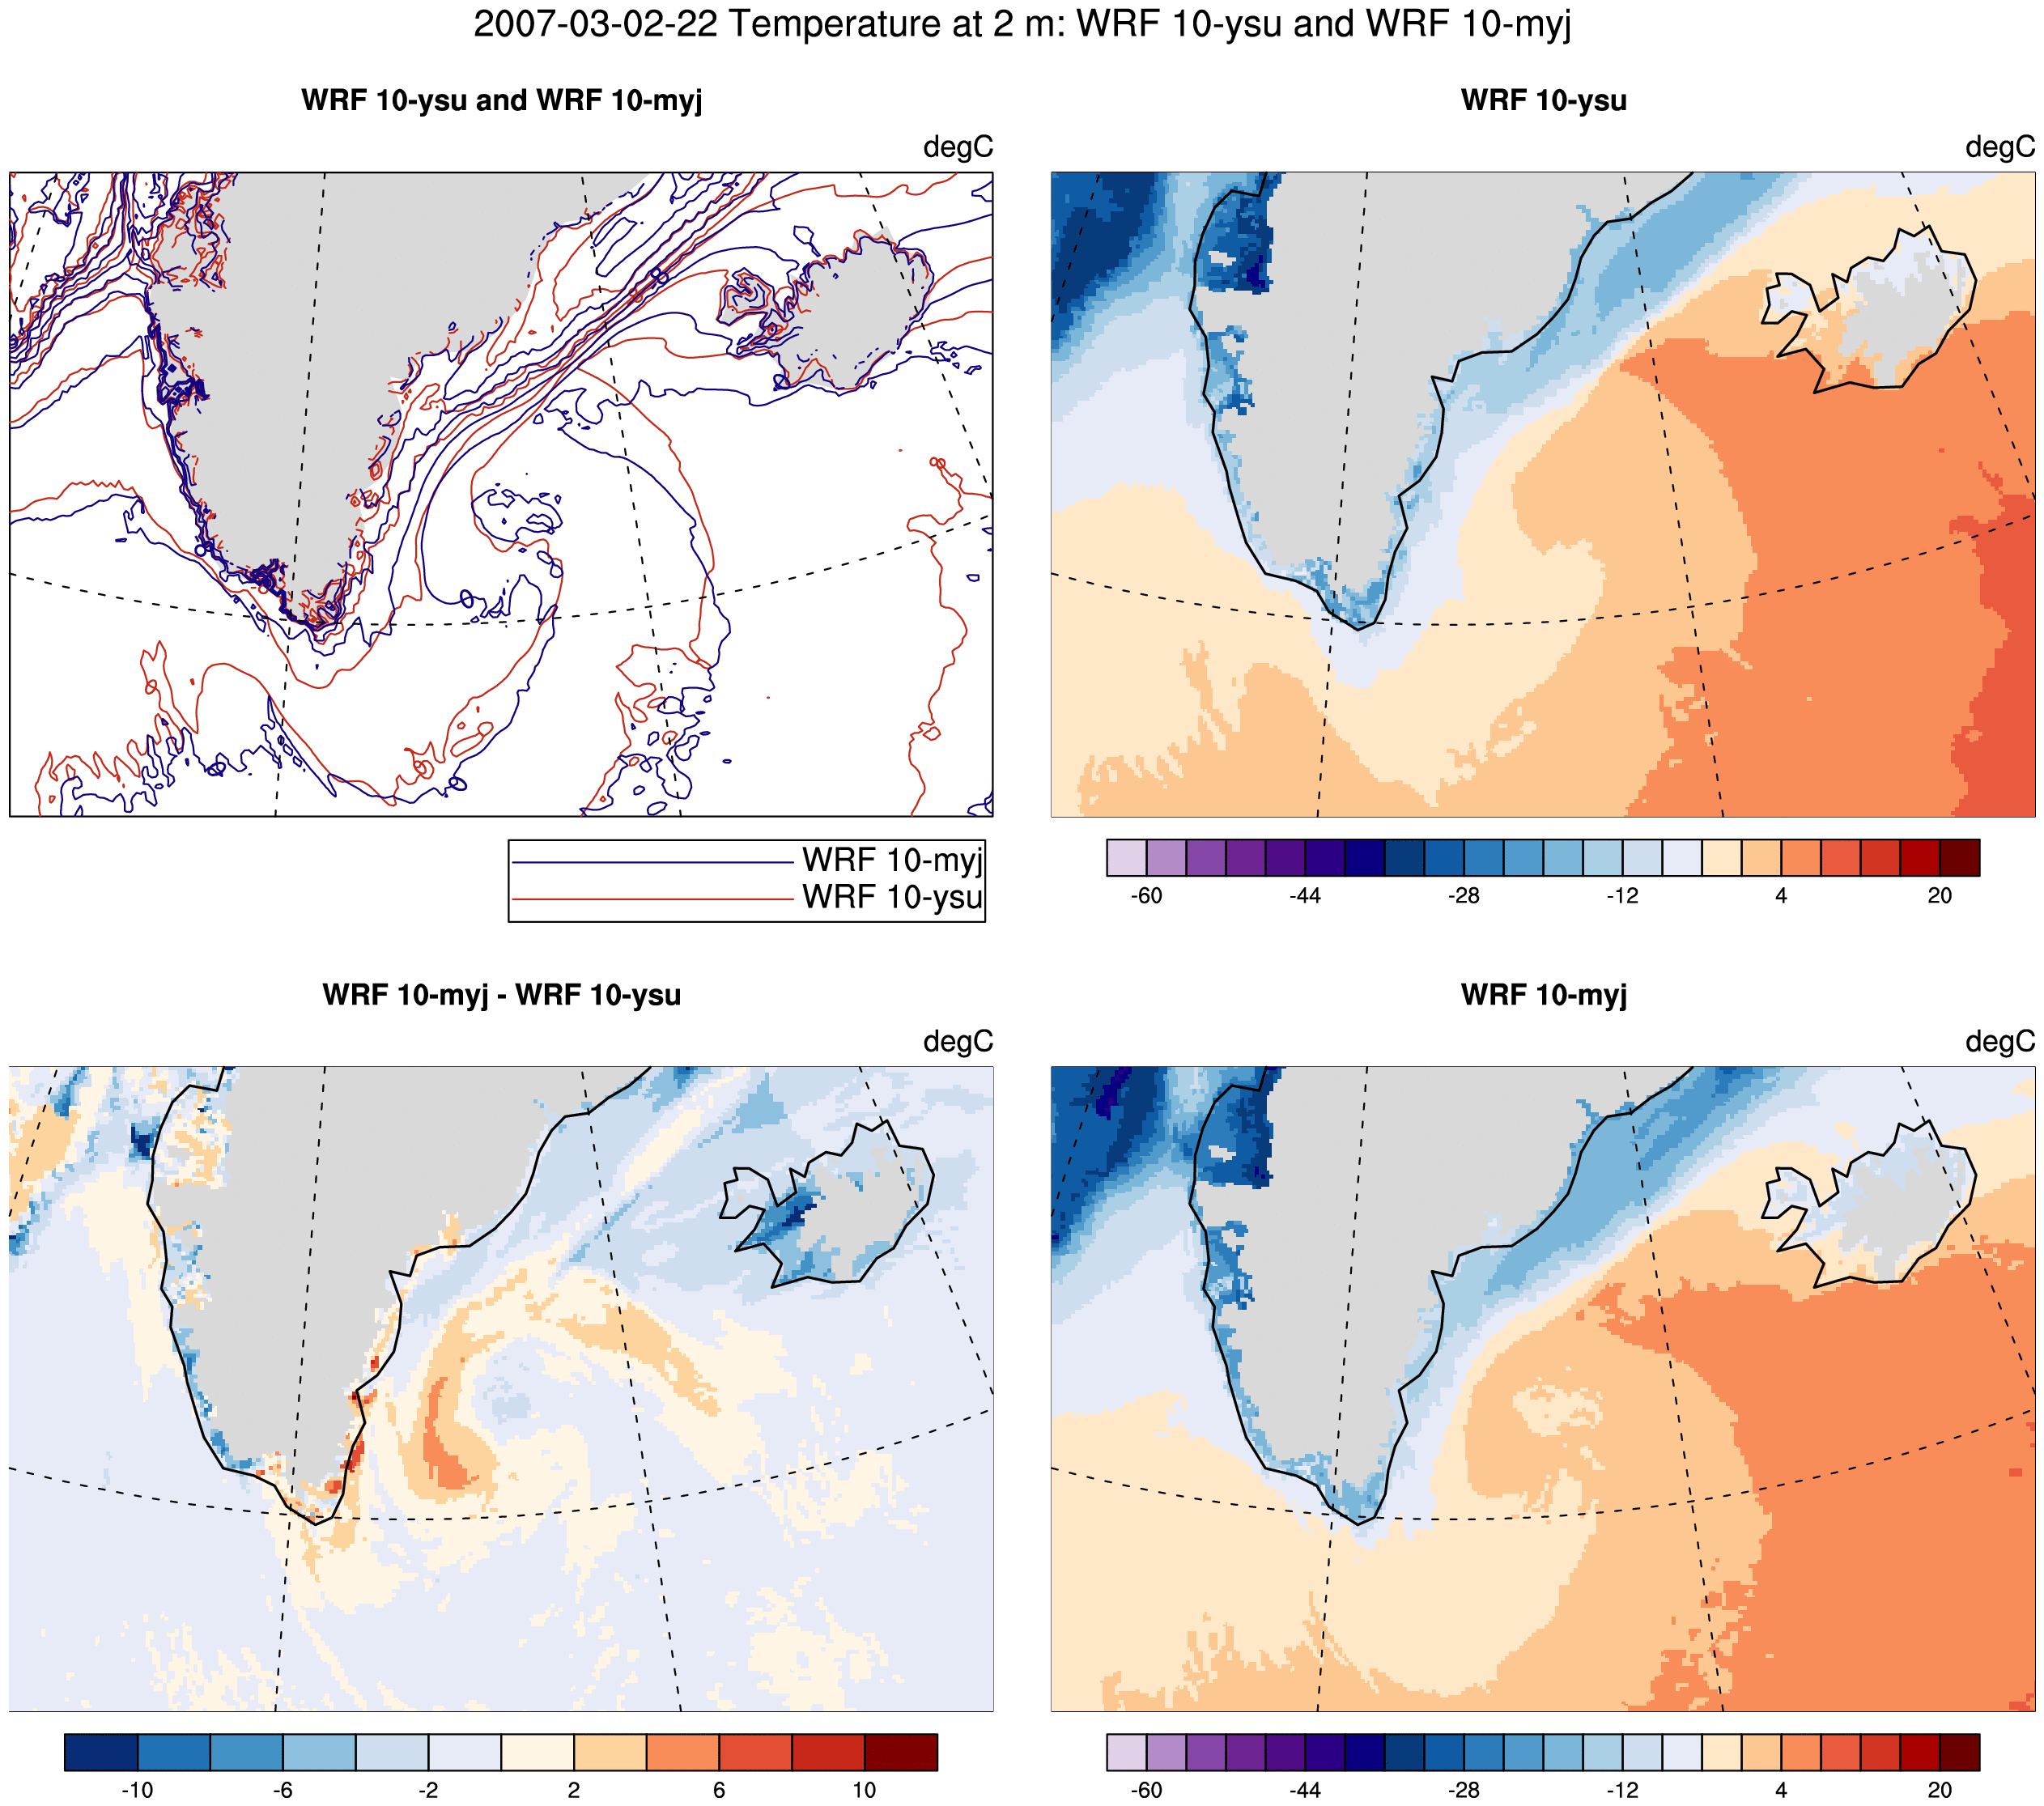 2007-03-02-22 Temperature at 2 m: WRF 10-ysu and WRF 10-myj
WRF 10-ysu and WRF 10-myj
degC
WRF 10-myj
WRF 10-ysu
WRF 10-ysu
degC
-60 -44 -28 -12 4 20
WRF 10-myj - WRF 10-ysu
degC
-10 -6 -2 2 6 10
WRF 10-myj
degC
-60 -44 -28 -12 4 20